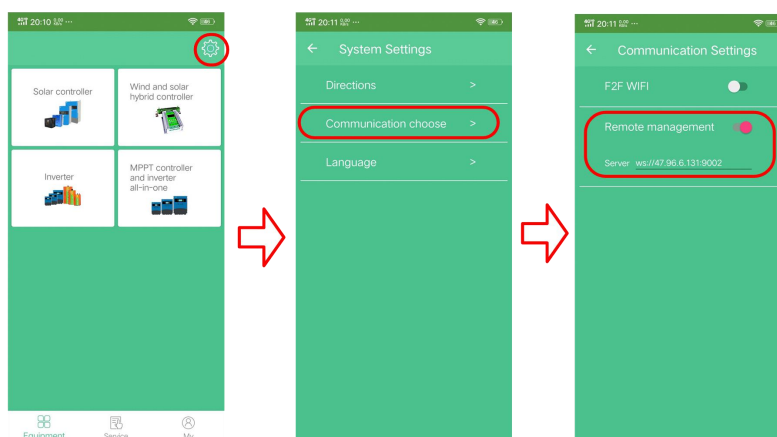 20:10
Solar controller
Wind and solar
hybrid controller
Inverter
MPPT controller
and inverter
all-in-one
Equipment
Service
My
20:11
System Settings
Directions >
Communication choose >
Language >
20:11
Communication Settings
F2F WIFI
Remote management
Server ws://47.96.6.131:9002